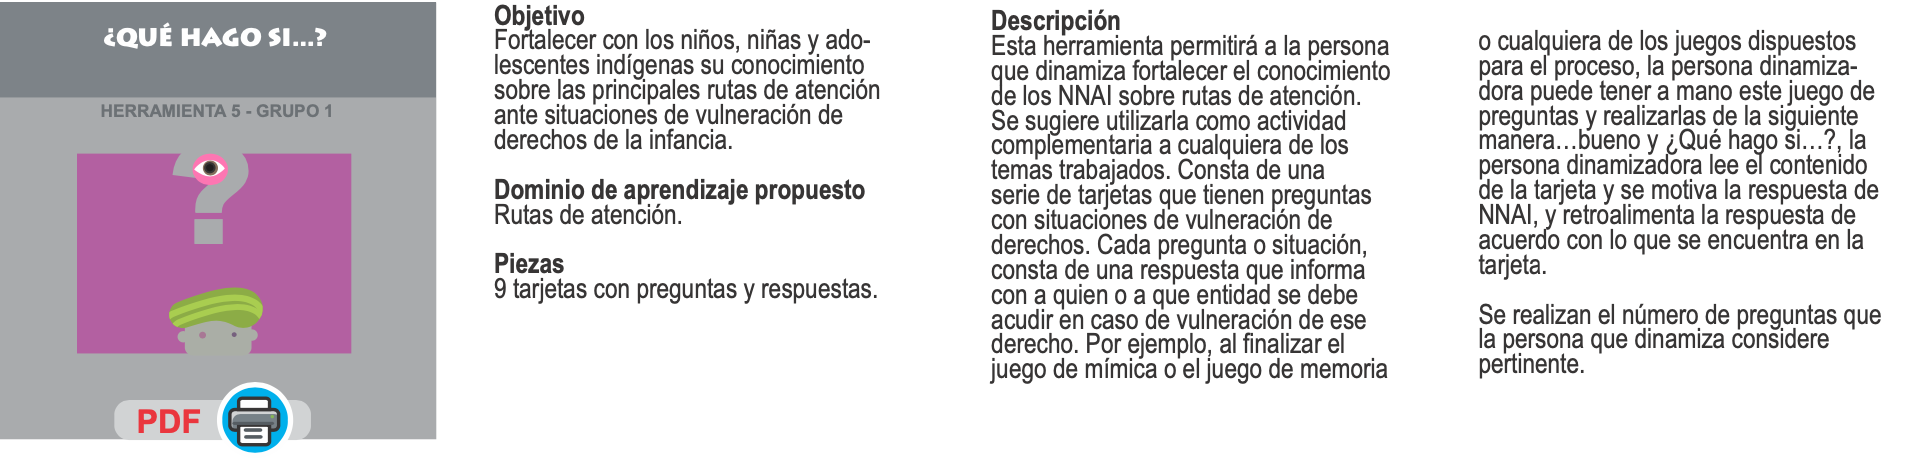 ¿QUÉ HAGO SI...?
HERRAMIENTA 5 - GRUPO 1
PDF
Objetivo
Fortalecer con los niños, niñas y ado-
lescentes indígenas su conocimiento
sobre las principales rutas de atención
ante situaciones de vulneración de
derechos de la infancia.
Dominio de aprendizaje propuesto
Rutas de atención.
Piezas
9 tarjetas con preguntas y respuestas.
Descripción
Esta herramienta permitirá a la persona
que dinamiza fortalecer el conocimiento
de los NNAI sobre rutas de atención.
Se sugiere utilizarla como actividad
complementaria a cualquiera de los
temas trabajados. Consta de una
serie de tarjetas que tienen preguntas
con situaciones de vulneración de
derechos. Cada pregunta o situación,
consta de una respuesta que informa
con a quien o a que entidad se debe
acudir en caso de vulneración de ese
derecho. Por ejemplo, al finalizar el
juego de mímica o el juego de memoria
o cualquiera de los juegos dispuestos
para el proceso, la persona dinamiza-
dora puede tener a mano este juego de
preguntas y realizarlas de la siguiente
manera…bueno y ¿Qué hago si…?, la
persona dinamizadora lee el contenido
de la tarjeta y se motiva la respuesta de
NNAI, y retroalimenta la respuesta de
acuerdo con lo que se encuentra en la
tarjeta.
Se realizan el número de preguntas que
la persona que dinamiza considere
pertinente.